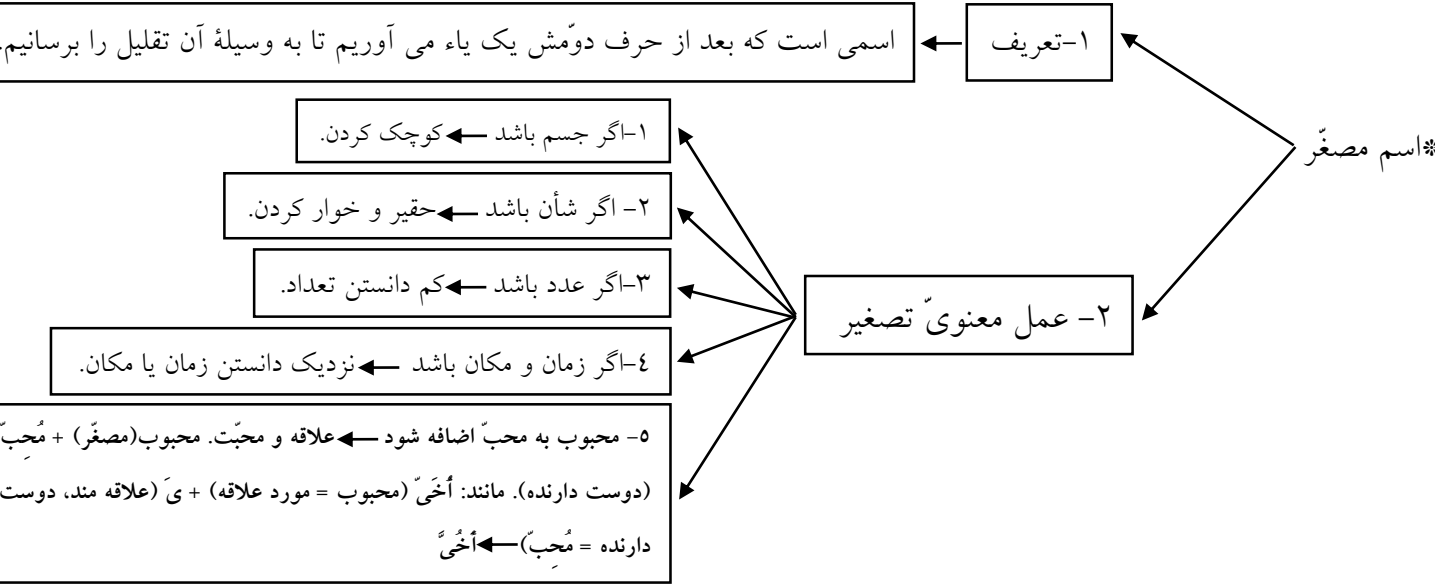 *اسم مصغّر
۱-تعریف
اسمی است که بعد از حرف دوّمش یک یاء می آوریم تا به وسیلۀ آن تقلیل را برسانیم.
۲- عمل معنویّ تصغیر
۱-اگر جسم باشد کوچک کردن.
۲- اگر شأن باشد حقیر و خوار کردن.
۳-اگر عدد باشد کم دانستن تعداد.
٤-اگر زمان و مکان باشد نزدیک دانستن زمان یا مکان.
٥- محبوب به محبّ اضافه شود علاقه و محبّت. محبوب(مصغّر) + مُحِبّ
(دوست دارنده). مانند: أخَیّ (محبوب = مورد علاقه) + یَ (علاقه مند، دوست
دارنده = مُحِبّ) أخُیَّ